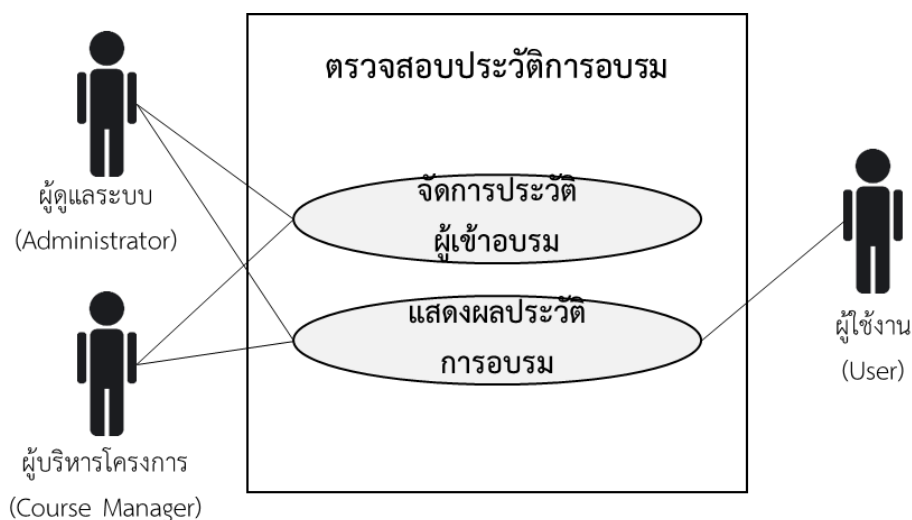 ตรวจสอบประวัติการอบรม
ผู้ดูแลระบบ
(Administrator)
จัดการประวัติ
ผู้เข้าอบรม
แสดงผลประวัติ
การอบรม
ผู้ใช้งาน
(User)
ผู้บริหารโครงการ
(Course Manager)